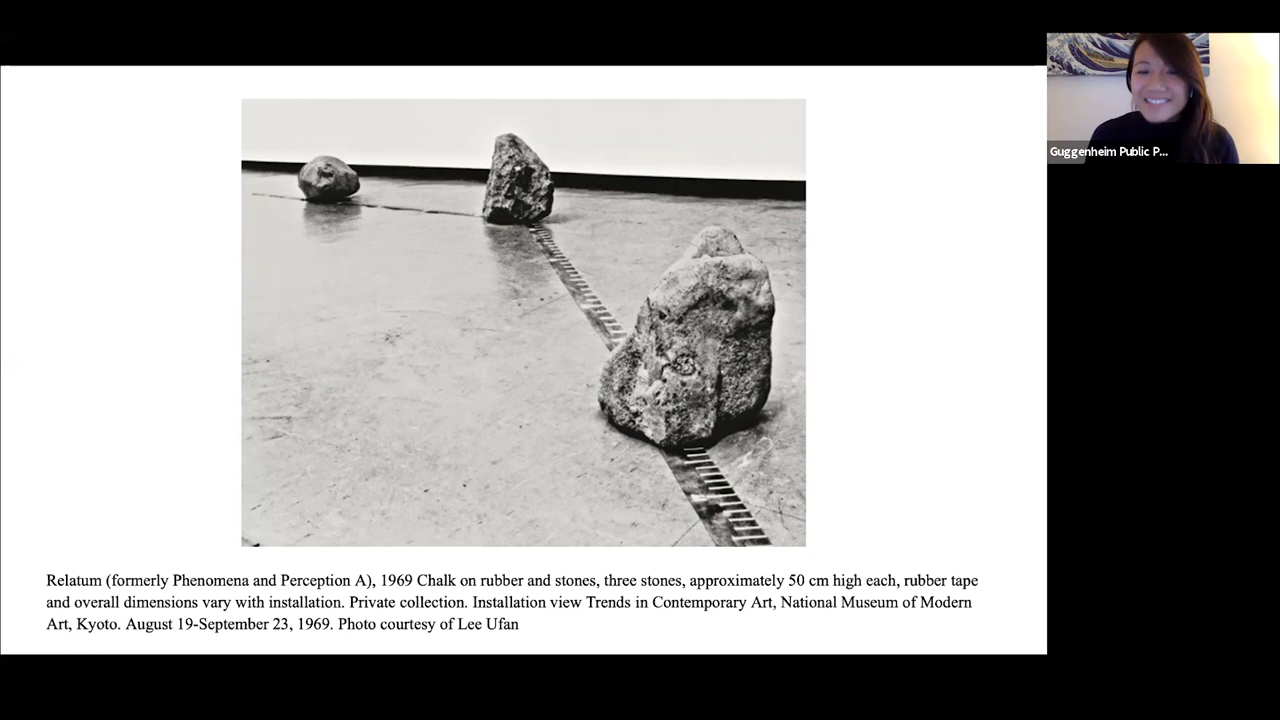 Guggenheim Public P...
Relatum (formerly Phenomena and Perception A), 1969 Chalk on rubber and stones, three stones, approximately 50 cm high each, rubber tape
and overall dimensions vary with installation. Private collection. Installation view Trends in Contemporary Art, National Museum of Modern
Art, Kyoto. August 19-September 23, 1969. Photo courtesy of Lee Ufan